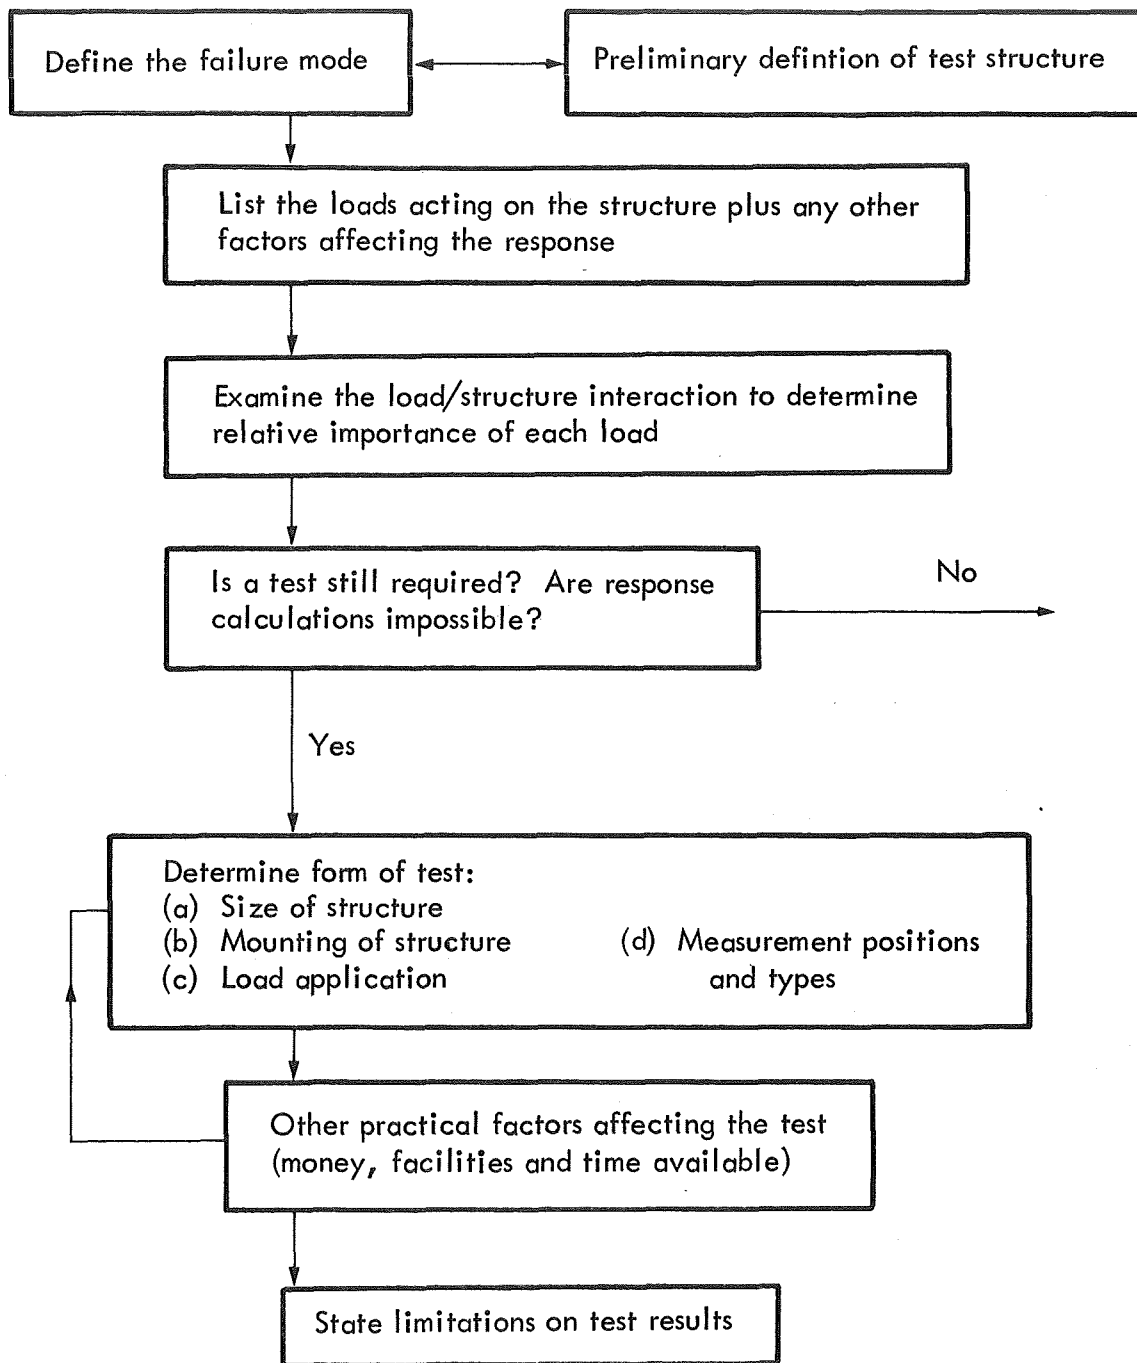 Define the failure mode
Preliminary defintion of test structure
List the loads acting on the structure plus any other
factors affecting the response
Examine the load/structure interaction to determine
relative importance of each load
Is a test still required? Are response
calculations impossible?
No
Yes
Determine form of test:
(a) Size of structure
(b) Mounting of structure
(c) Load application
(d) Measurement positions
and types
Other practical factors affecting the test
(money, facilities and time available)
State limitations on test results